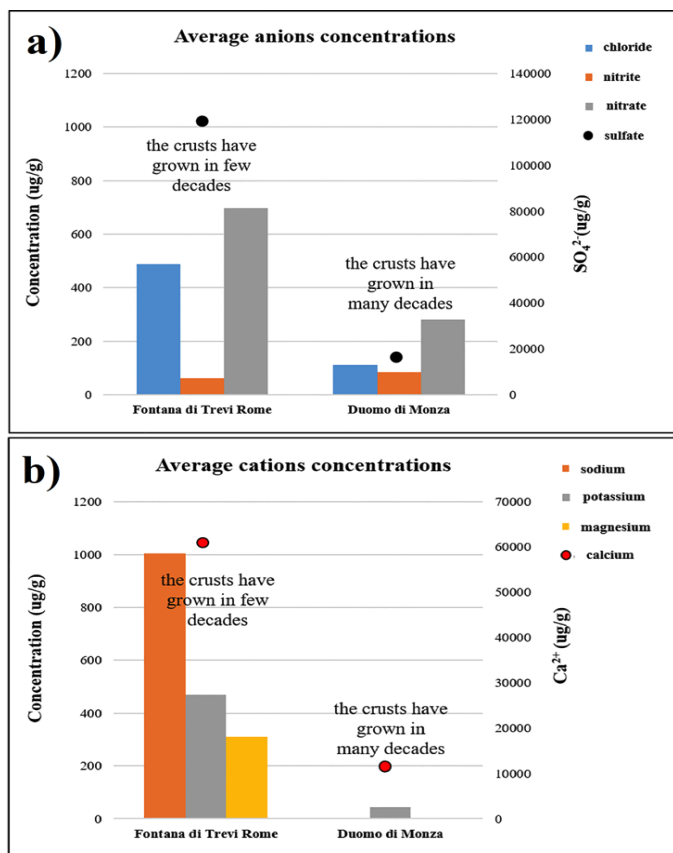 a)
Average anions concentrations
chloride
nitrite
nitrate
sulfate
1200
1000
800
600
400
200
0
Concentration (ug/g)
140000
120000
100000
80000
60000
40000
20000
0
SO₄²⁻(ug/g)
the crusts have
grown in few
decades
the crusts have
grown in
many decades
Fontana di Trevi Rome
Duomo di Monza
b)
Average cations concentrations
sodium
potassium
magnesium
calcium
1200
1000
800
600
400
200
0
Concentration (ug/g)
70000
60000
50000
40000
30000
20000
10000
0
Ca²⁺ (ug/g)
the crusts have
grown in few
decades
the crusts have
grown in
many decades
Fontana di Trevi Rome
Duomo di Monza